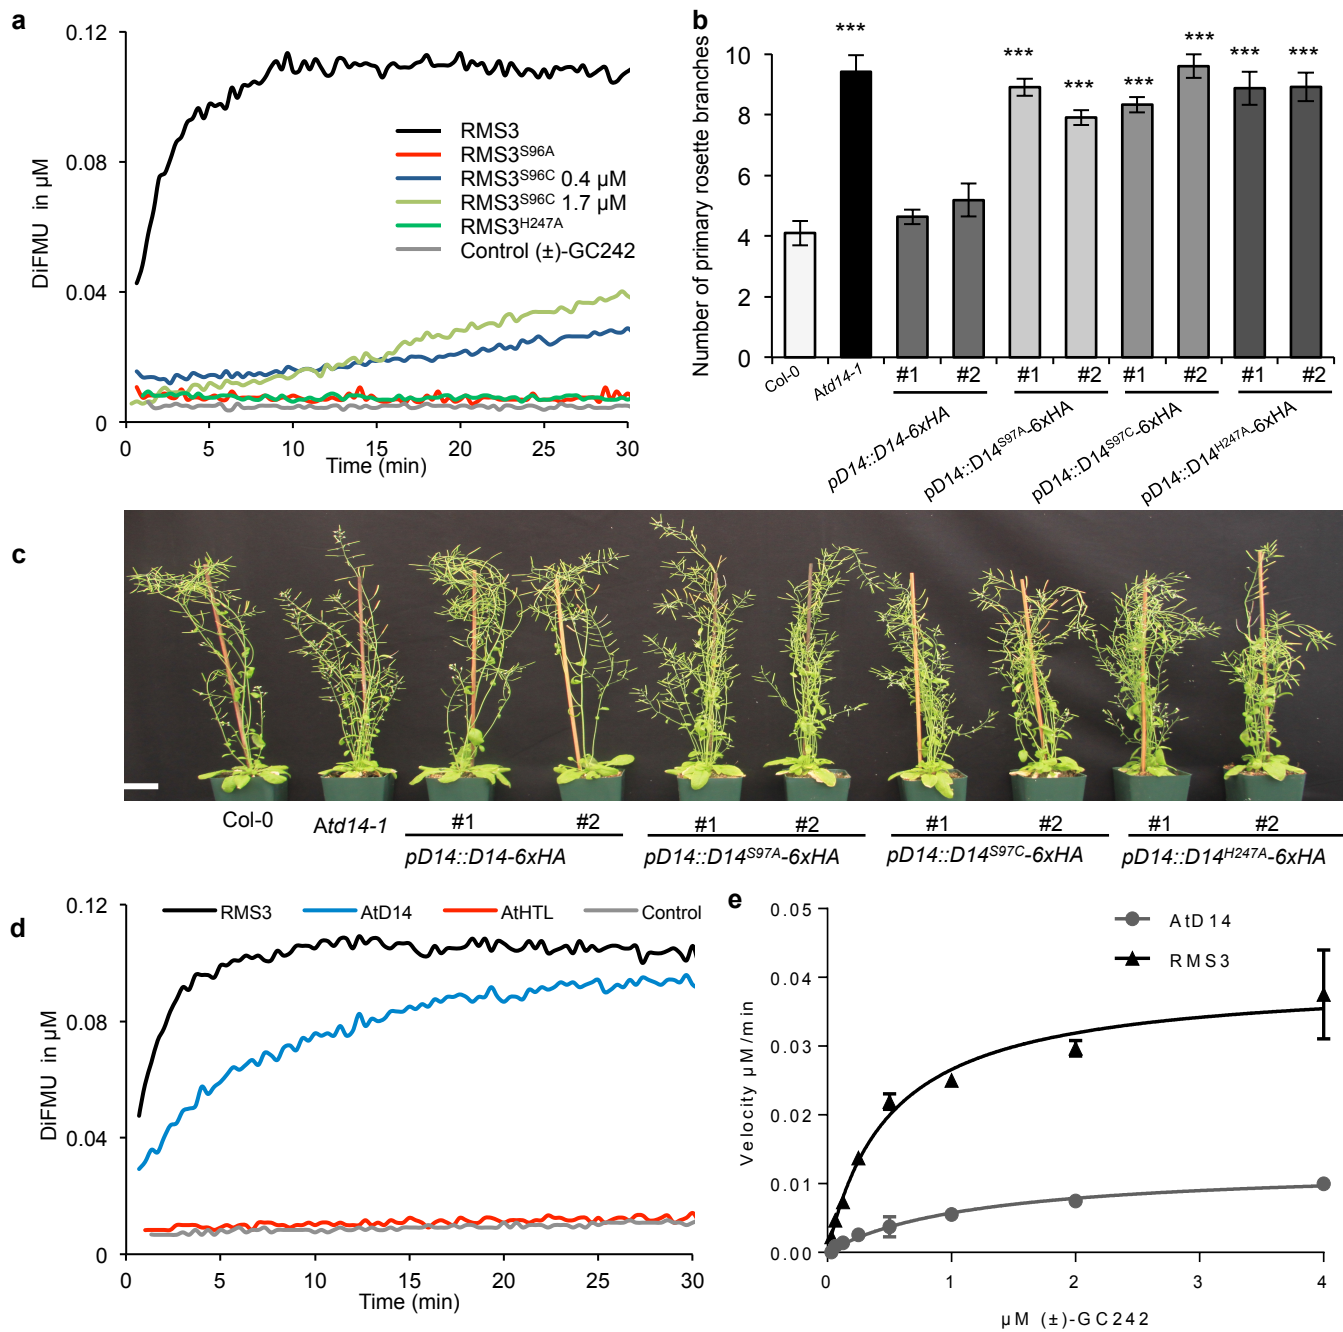 a
0.12
0.08
0.04
0
DiFMU in µM
0 5 10 15 20 25 30
Time (min)
RMS3
RMS3S96A
RMS3S96C 0.4 µM
RMS3S96C 1.7 µM
RMS3H247A
Control (±)-GC242
b
Number of primary rosette branches
10
8
6
4
2
0
*** *** *** *** *** *** ***
Col-0
Atd14-1
#1 #2 #1 #2 #1 #2 #1 #2
pD14::D14-6xHA
pD14::D14S97A-6xHA
pD14::D14S97C-6xHA
pD14::D14H247A-6xHA
c
Col-0 Atd14-1 #1 #2 #1 #2 #1 #2 #1 #2
pD14::D14-6xHA pD14::D14S97A-6xHA pD14::D14S97C-6xHA pD14::D14H247A-6xHA
d
RMS3 AtD14 AtHTL Control
0.12
0.08
0.04
0
DiFMU in µM
0 5 10 15 20 25 30
Time (min)
e
AtD14
RMS3
0.05
0.04
0.03
0.02
0.01
0.00
Velocity µM/min
0 1 2 3 4
µM (±)-GC242